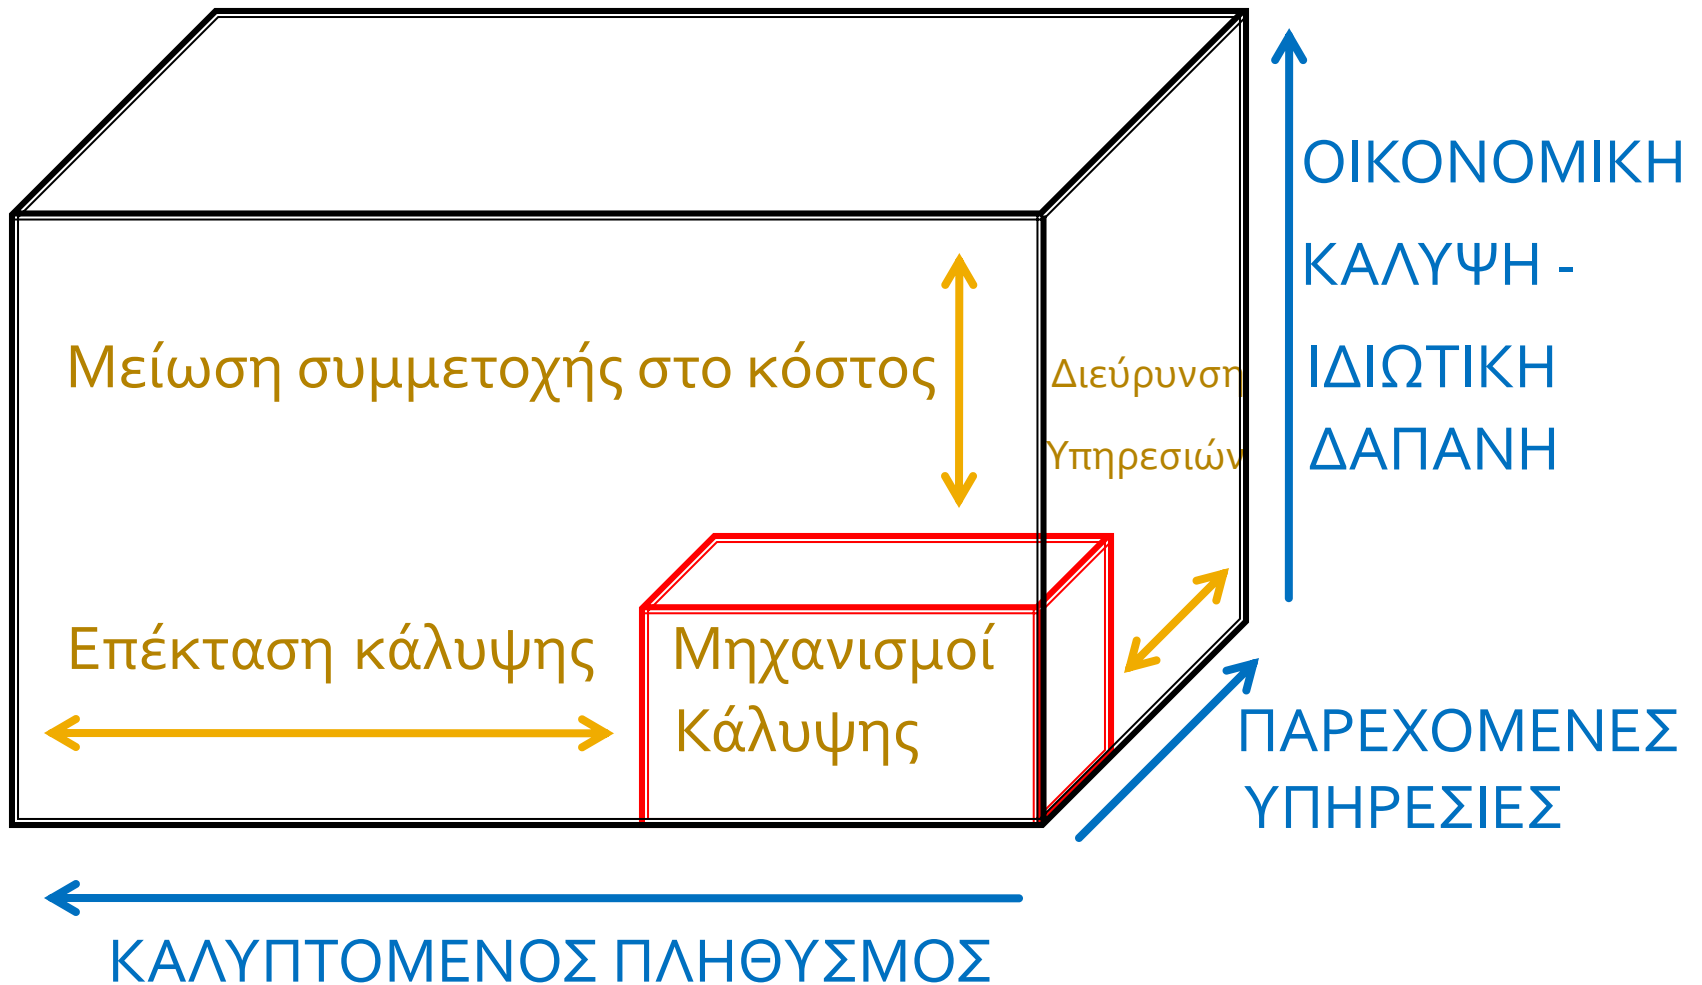 ΟΙΚΟΝΟΜΙΚΗ
ΚΑΛΥΨΗ -
ΙΔΙΩΤΙΚΗ
ΔΑΠΑΝΗ
Μείωση συμμετοχής στο κόστος
Διεύρυνση
Υπηρεσιών
Επέκταση κάλυψης
Μηχανισμοί
Κάλυψης
ΠΑΡΕΧΟΜΕΝΕΣ
ΥΠΗΡΕΣΙΕΣ
ΚΑΛΥΠΤΟΜΕΝΟΣ ΠΛΗΘΥΣΜΟΣ